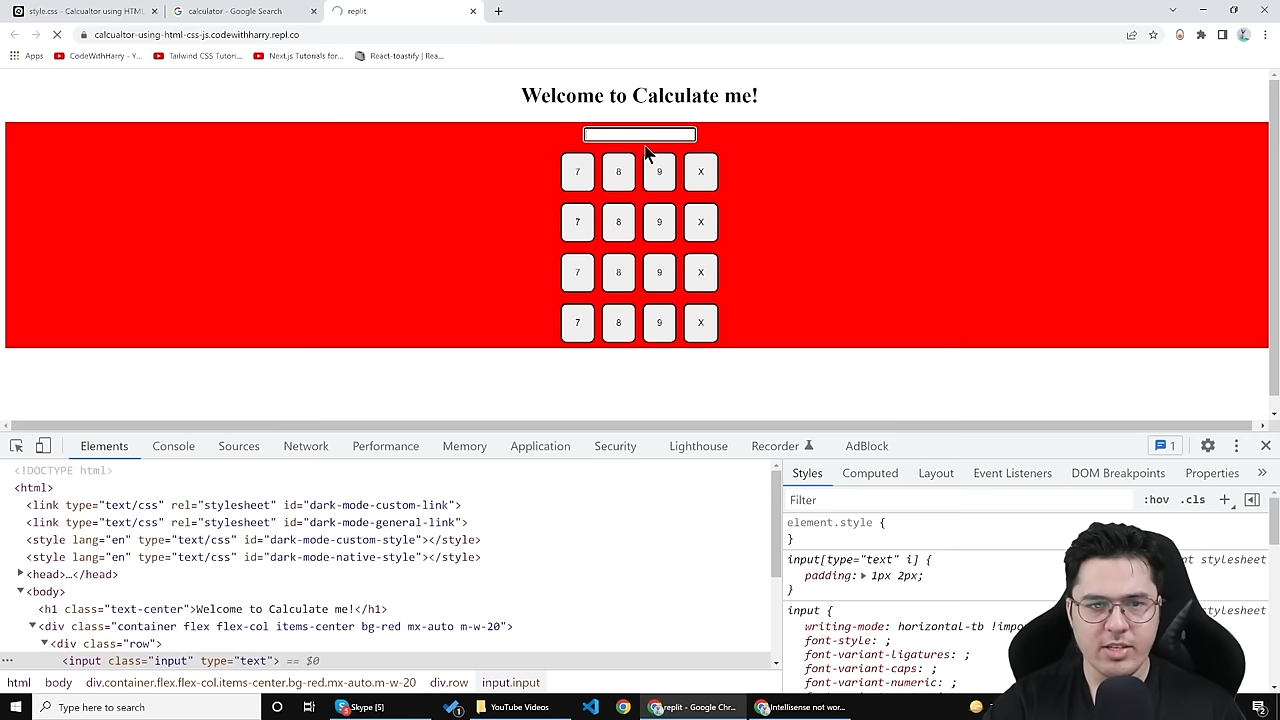 style.css - Calcualtor using HTML
calculator - Google Search
replit
calcualtor-using-html-css-js.codewithharry.repl.co
Apps
CodeWithHarry - Y...
Tailwind CSS Tutori...
Next.js Tutorials for...
React-toastify | Rea...
Welcome to Calculate me!
7 8 9 X
7 8 9 X
7 8 9 X
7 8 9 X
Elements Console Sources Network Performance Memory Application Security Lighthouse Recorder AdBlock 1
<!DOCTYPE html>
<html>
<link type="text/css" rel="stylesheet" id="dark-mode-custom-link">
<link type="text/css" rel="stylesheet" id="dark-mode-general-link">
<style lang="en" type="text/css" id="dark-mode-custom-style"></style>
<style lang="en" type="text/css" id="dark-mode-native-style"></style>
<head>…</head>
<body>
<h1 class="text-center">Welcome to Calculate me!</h1>
<div class="container flex flex-col items-center bg-red mx-auto m-w-20">
<div class="row">
<input class="input" type="text"> == $0
html body div.container.flex.flex-col.items-center.bg-red.mx-auto.m-w-20 div.row input.input
Styles Computed Layout Event Listeners DOM Breakpoints Properties
Filter :hov .cls
element.style {
}
input[type="text" i] { stylesheet
padding: 1px 2px;
}
input { stylesheet
writing-mode: horizontal-tb !impo
font-style: ;
font-variant-ligatures: ;
font-variant-caps: ;
font-variant-numeric: ;
Type here to search
Skype [5]
1
YouTube Videos
replit - Google Chr...
Intellisense not wor...